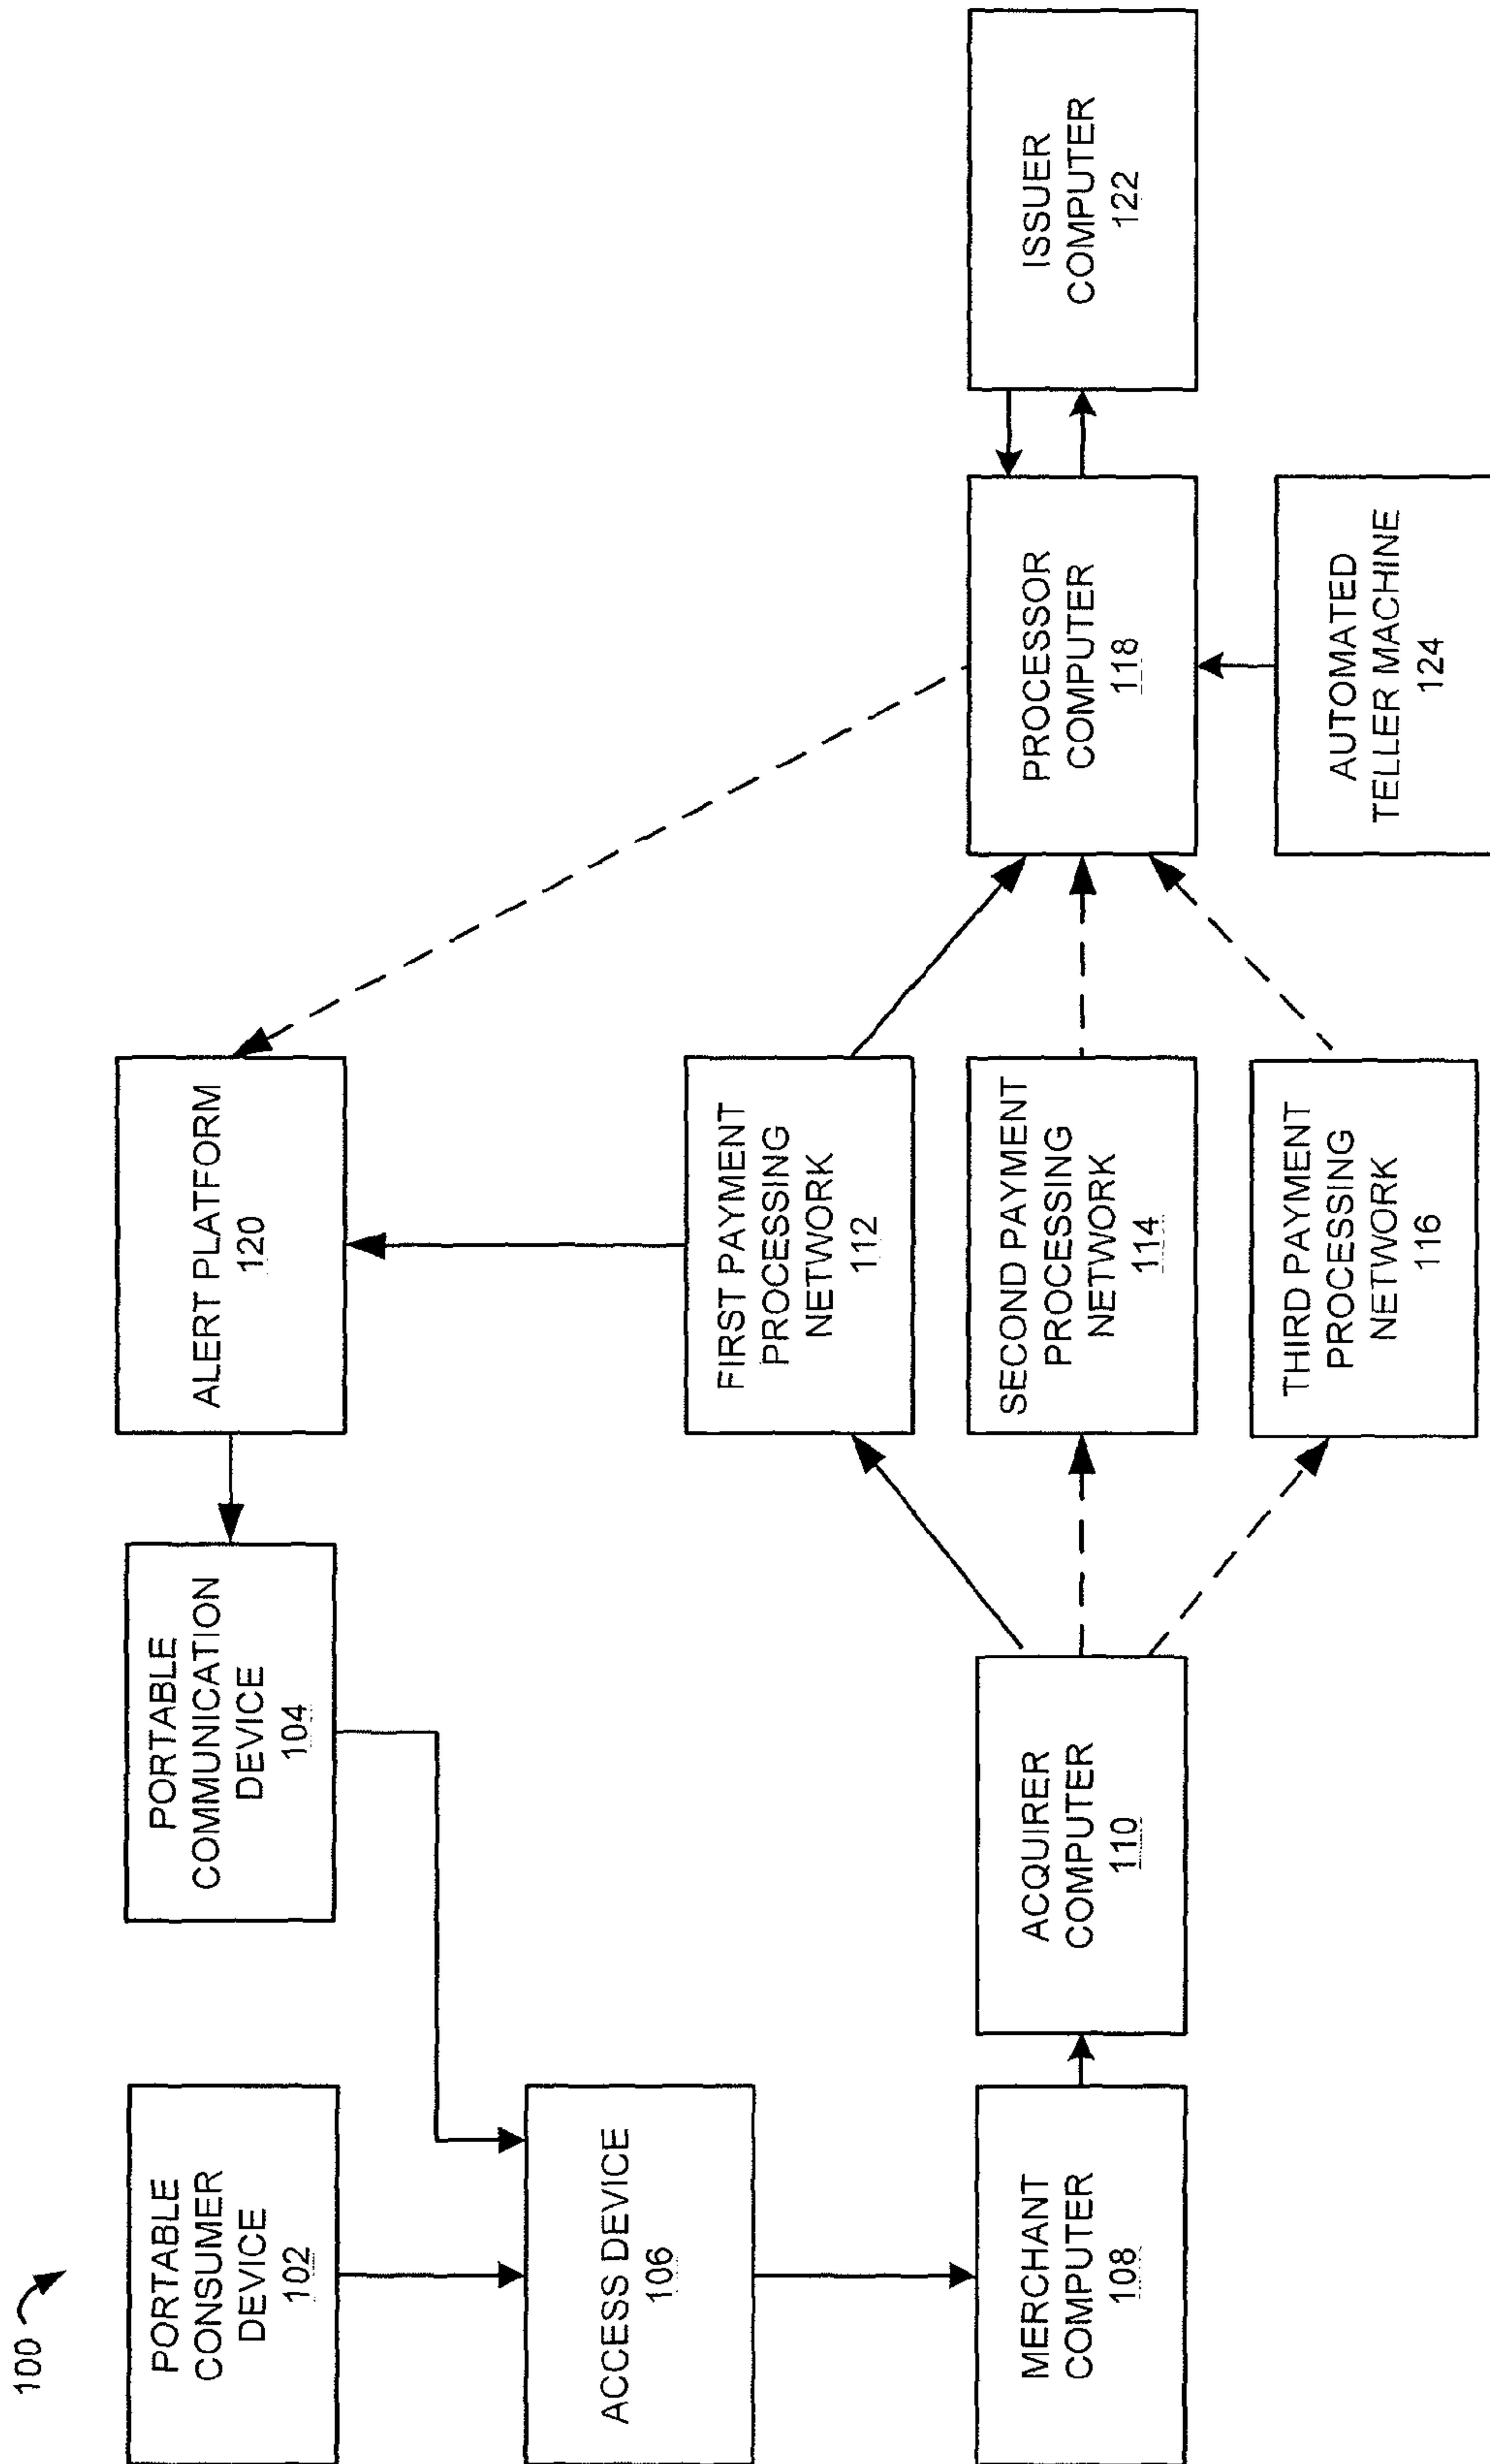 100
PORTABLE
CONSUMER
DEVICE
102
PORTABLE
COMMUNICATION
DEVICE
104
ALERT PLATFORM
120
ACCESS DEVICE
106
FIRST PAYMENT
PROCESSING
NETWORK
112
MERCHANT
COMPUTER
108
ACQUIRER
COMPUTER
110
SECOND PAYMENT
PROCESSING
NETWORK
114
PROCESSOR
COMPUTER
118
ISSUER
COMPUTER
122
THIRD PAYMENT
PROCESSING
NETWORK
116
AUTOMATED
TELLER MACHINE
124